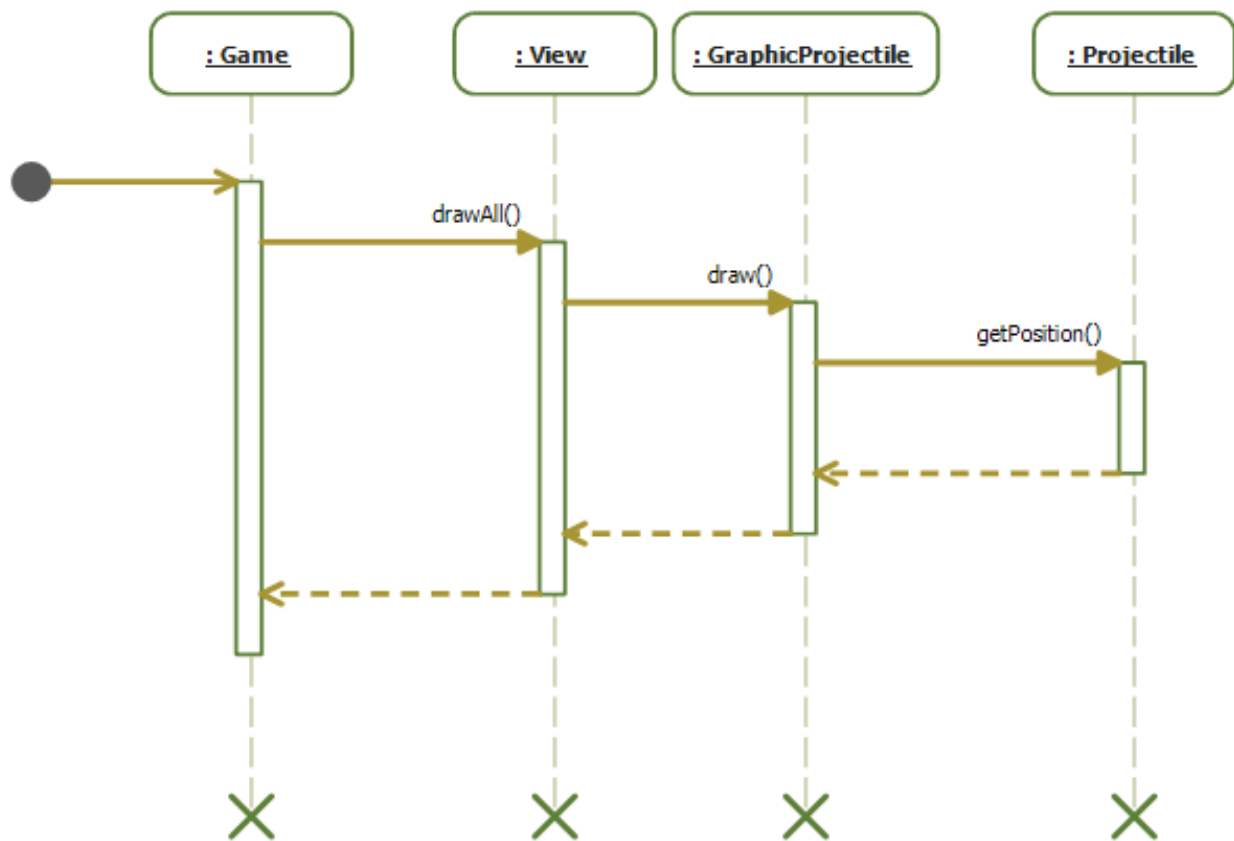 : Game
: View
: GraphicProjectile
: Projectile
drawAll()
draw()
getPosition()